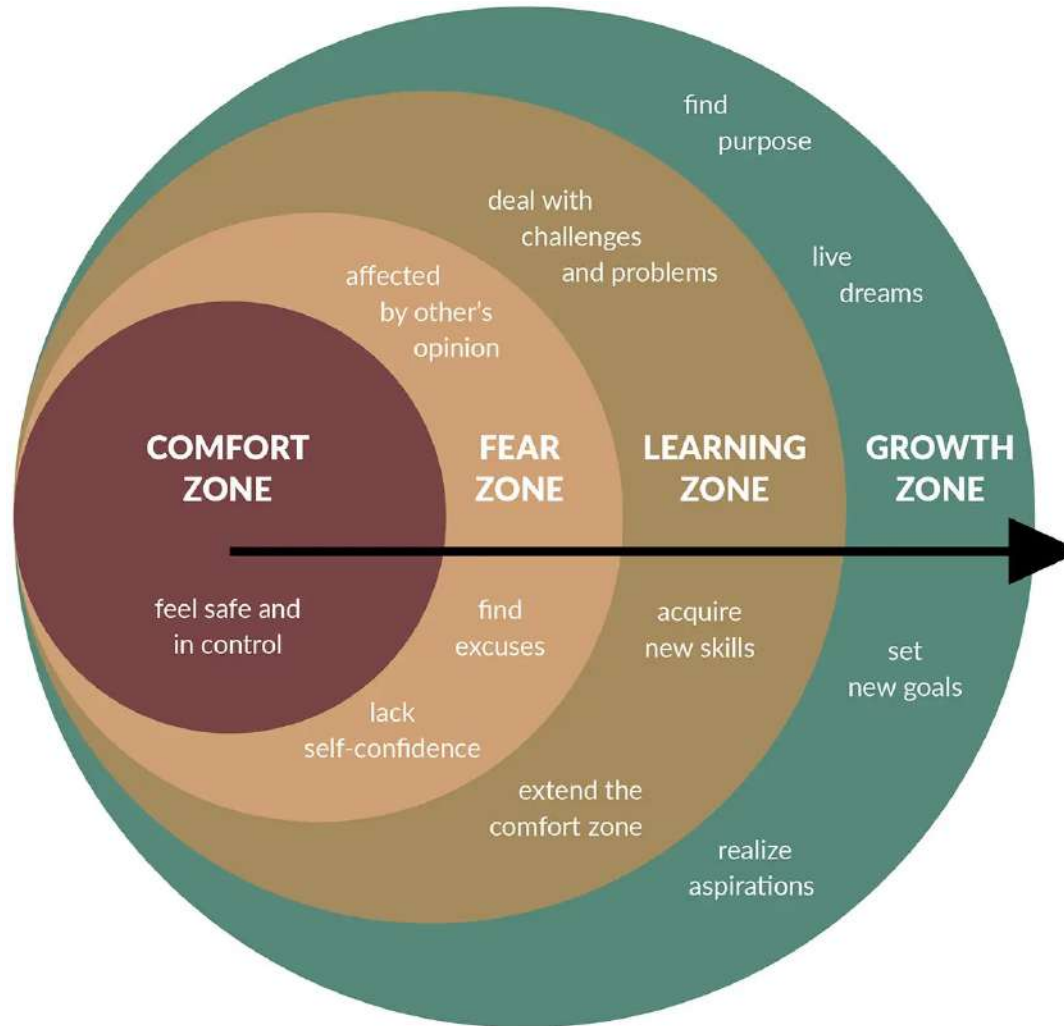 find
purpose
deal with
challenges
and problems
live
dreams
affected
by other's
opinion
COMFORT
ZONE
FEAR
ZONE
LEARNING
ZONE
GROWTH
ZONE
feel safe and
in control
find
excuses
acquire
new skills
set
new goals
lack
self-confidence
extend the
comfort zone
realize
aspirations